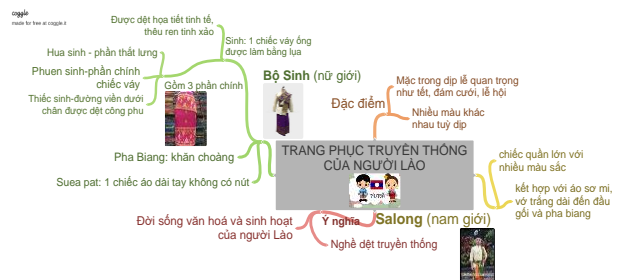 coggle
made for free at coggle.it
Được dệt họa tiết tinh tế,
thêu ren tinh xảo
Sinh: 1 chiếc váy ống
được làm bằng lụa
Hua sinh - phần thất lưng
Phuen sinh-phần chính
chiếc váy
Thiếc sinh-đường viền dưới
chân được dệt công phu
Gồm 3 phần chính
Bộ Sinh (nữ giới)
Pha Biang: khăn choàng
Suea pat: 1 chiếc áo dài tay không có nút
Đặc điểm
Mặc trong dịp lễ quan trọng
như tết, đám cưới, lễ hội
Nhiều màu khác
nhau tuỳ dịp
TRANG PHỤC TRUYỀN THỐNG
CỦA NGƯỜI LÀO
chiếc quần lớn với
nhiều màu sắc
kết hợp với áo sơ mi,
vớ trắng dài đến đầu
gối và pha biang
Salong (nam giới)
Ý nghĩa
Đời sống văn hoá và sinh hoạt
của người Lào
Nghề dệt truyền thống